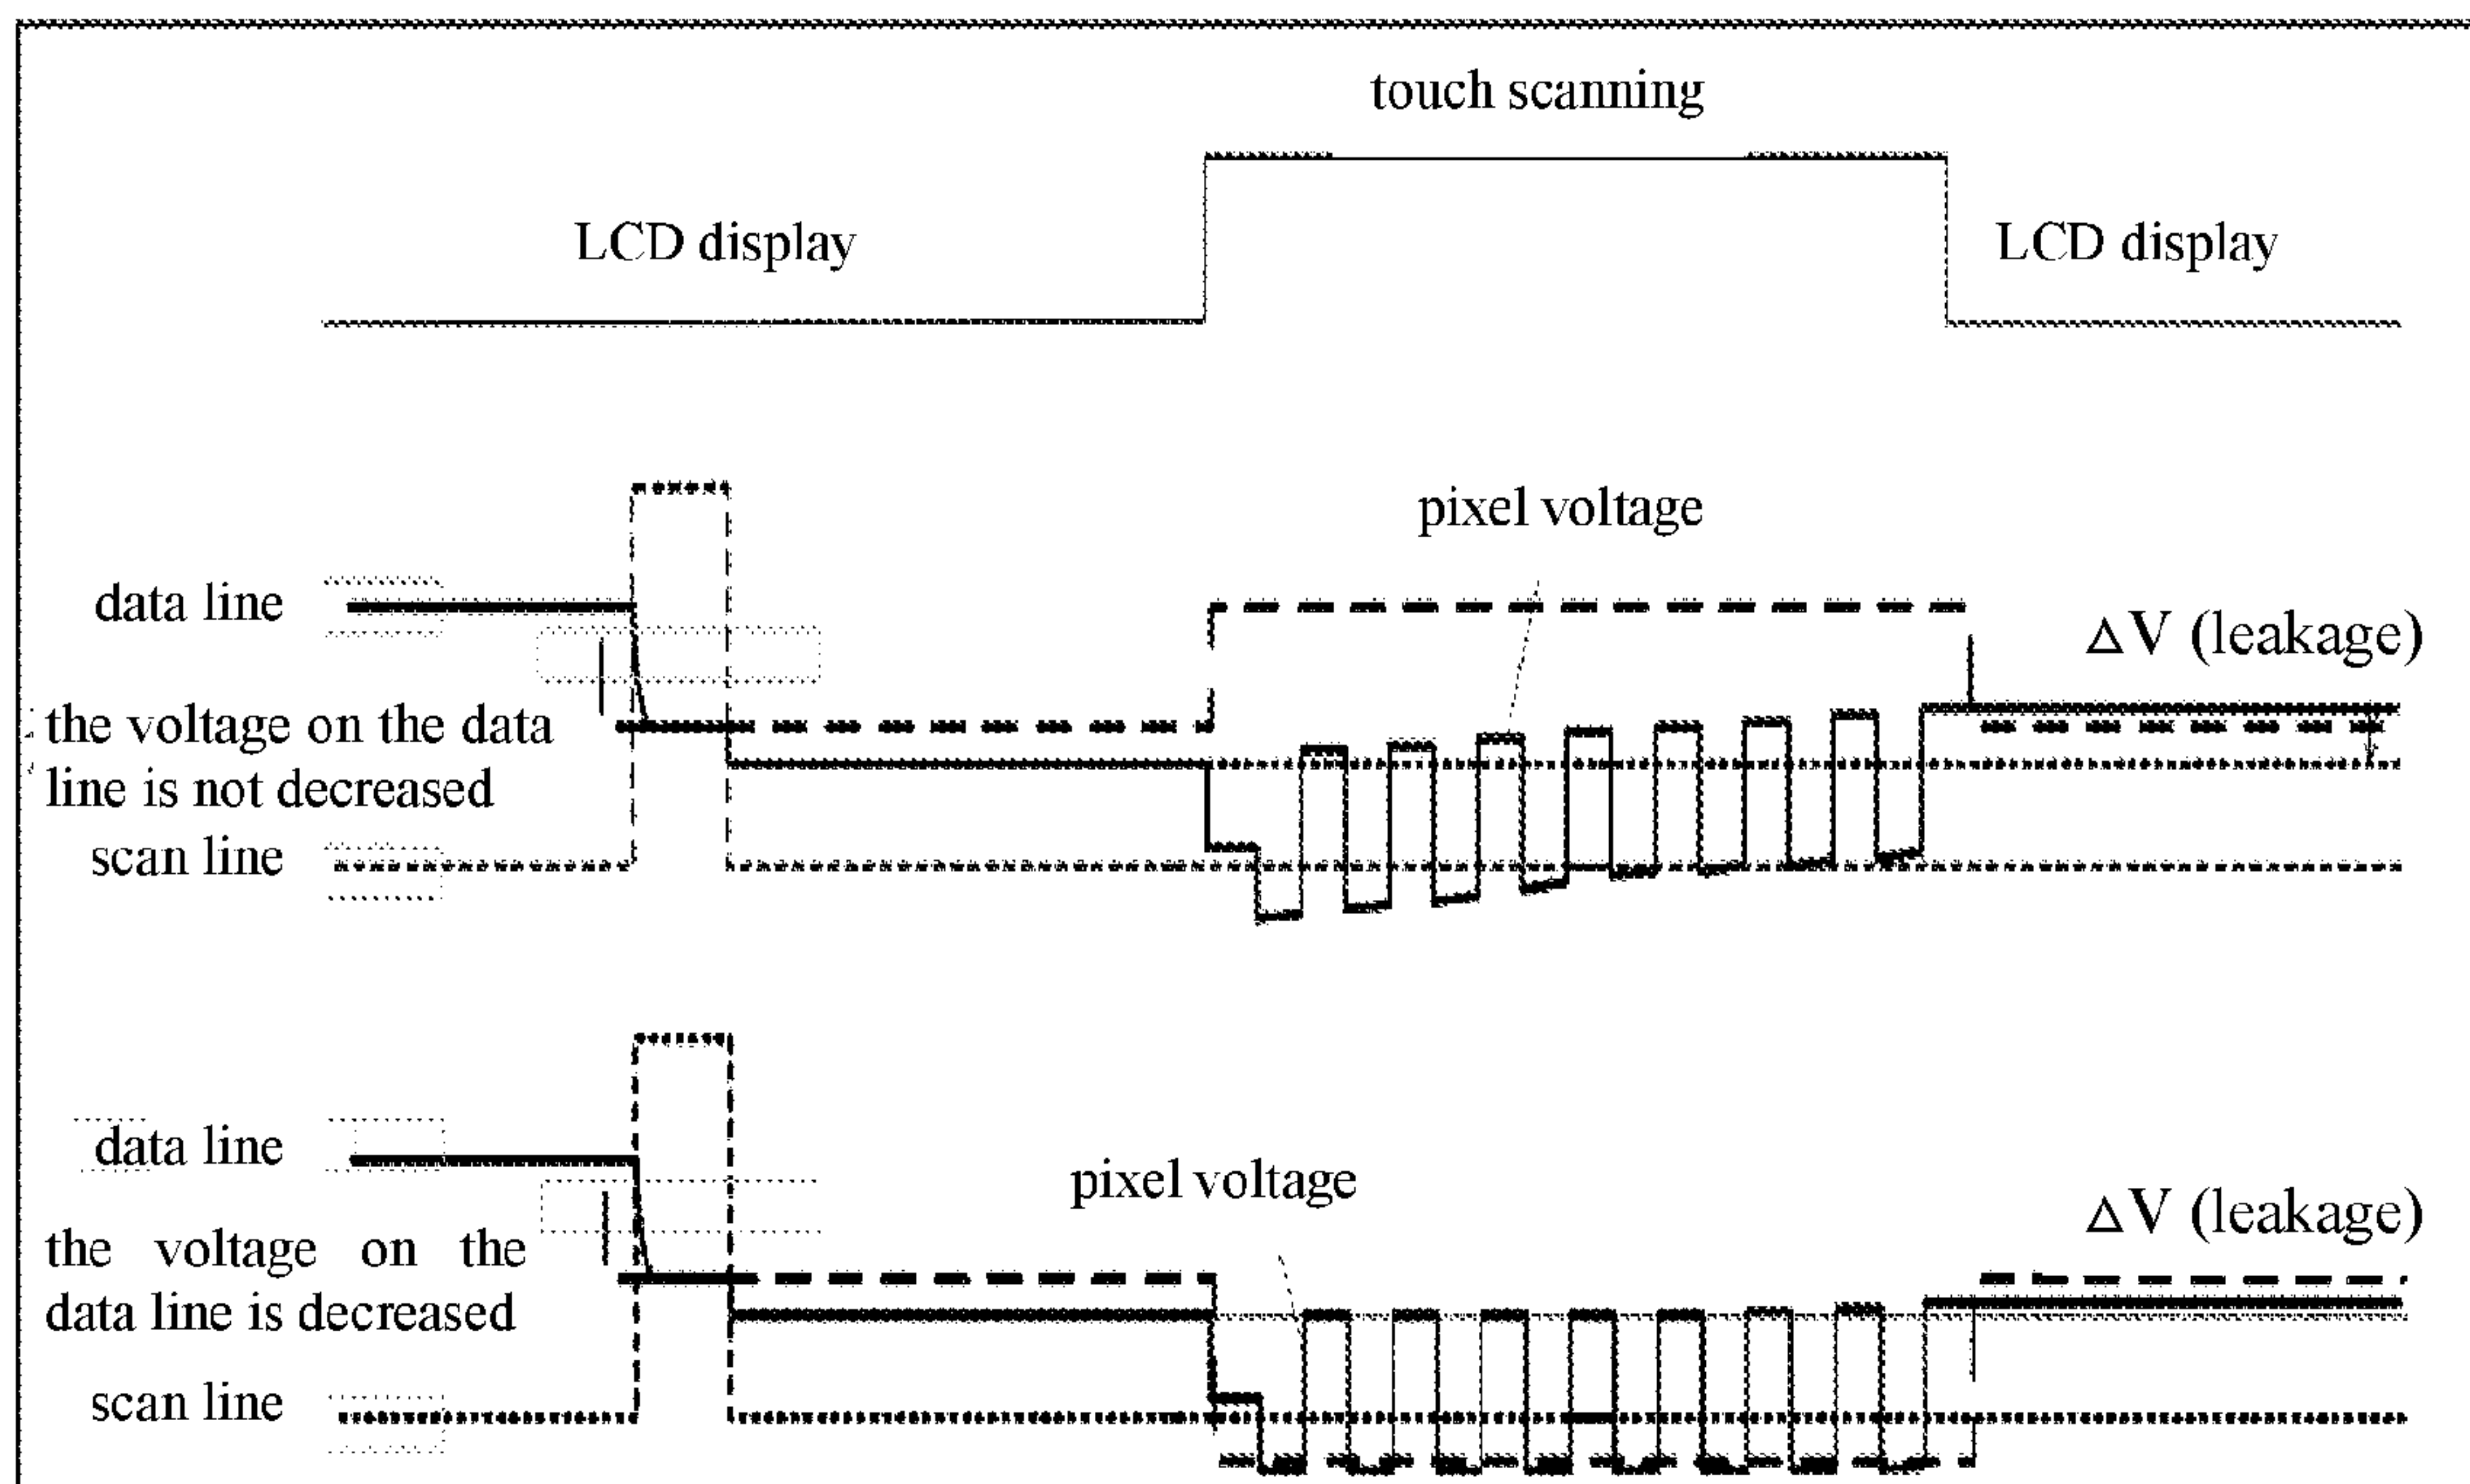 touch scanning
LCD display
LCD display
pixel voltage
data line
ΔV (leakage)
the voltage on the data
line is not decreased
scan line
data line
pixel voltage
ΔV (leakage)
the voltage on the
data line is decreased
scan line